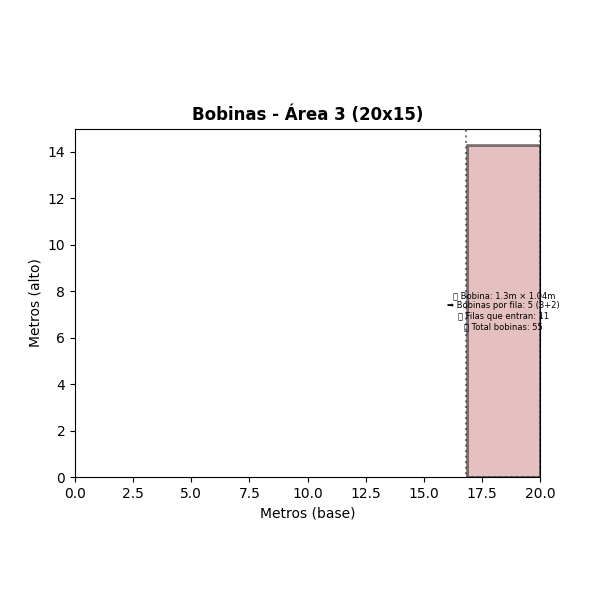 Bobinas - Área 3 (20x15)
Metros (alto)
14
12
10
8
6
4
2
0
Bobina: 1.3m × 1.04m
➡ Bobinas por fila: 5 (3+2)
Filas que entran: 11
Total bobinas: 55
0.0 2.5 5.0 7.5 10.0 12.5 15.0 17.5 20.0
Metros (base)